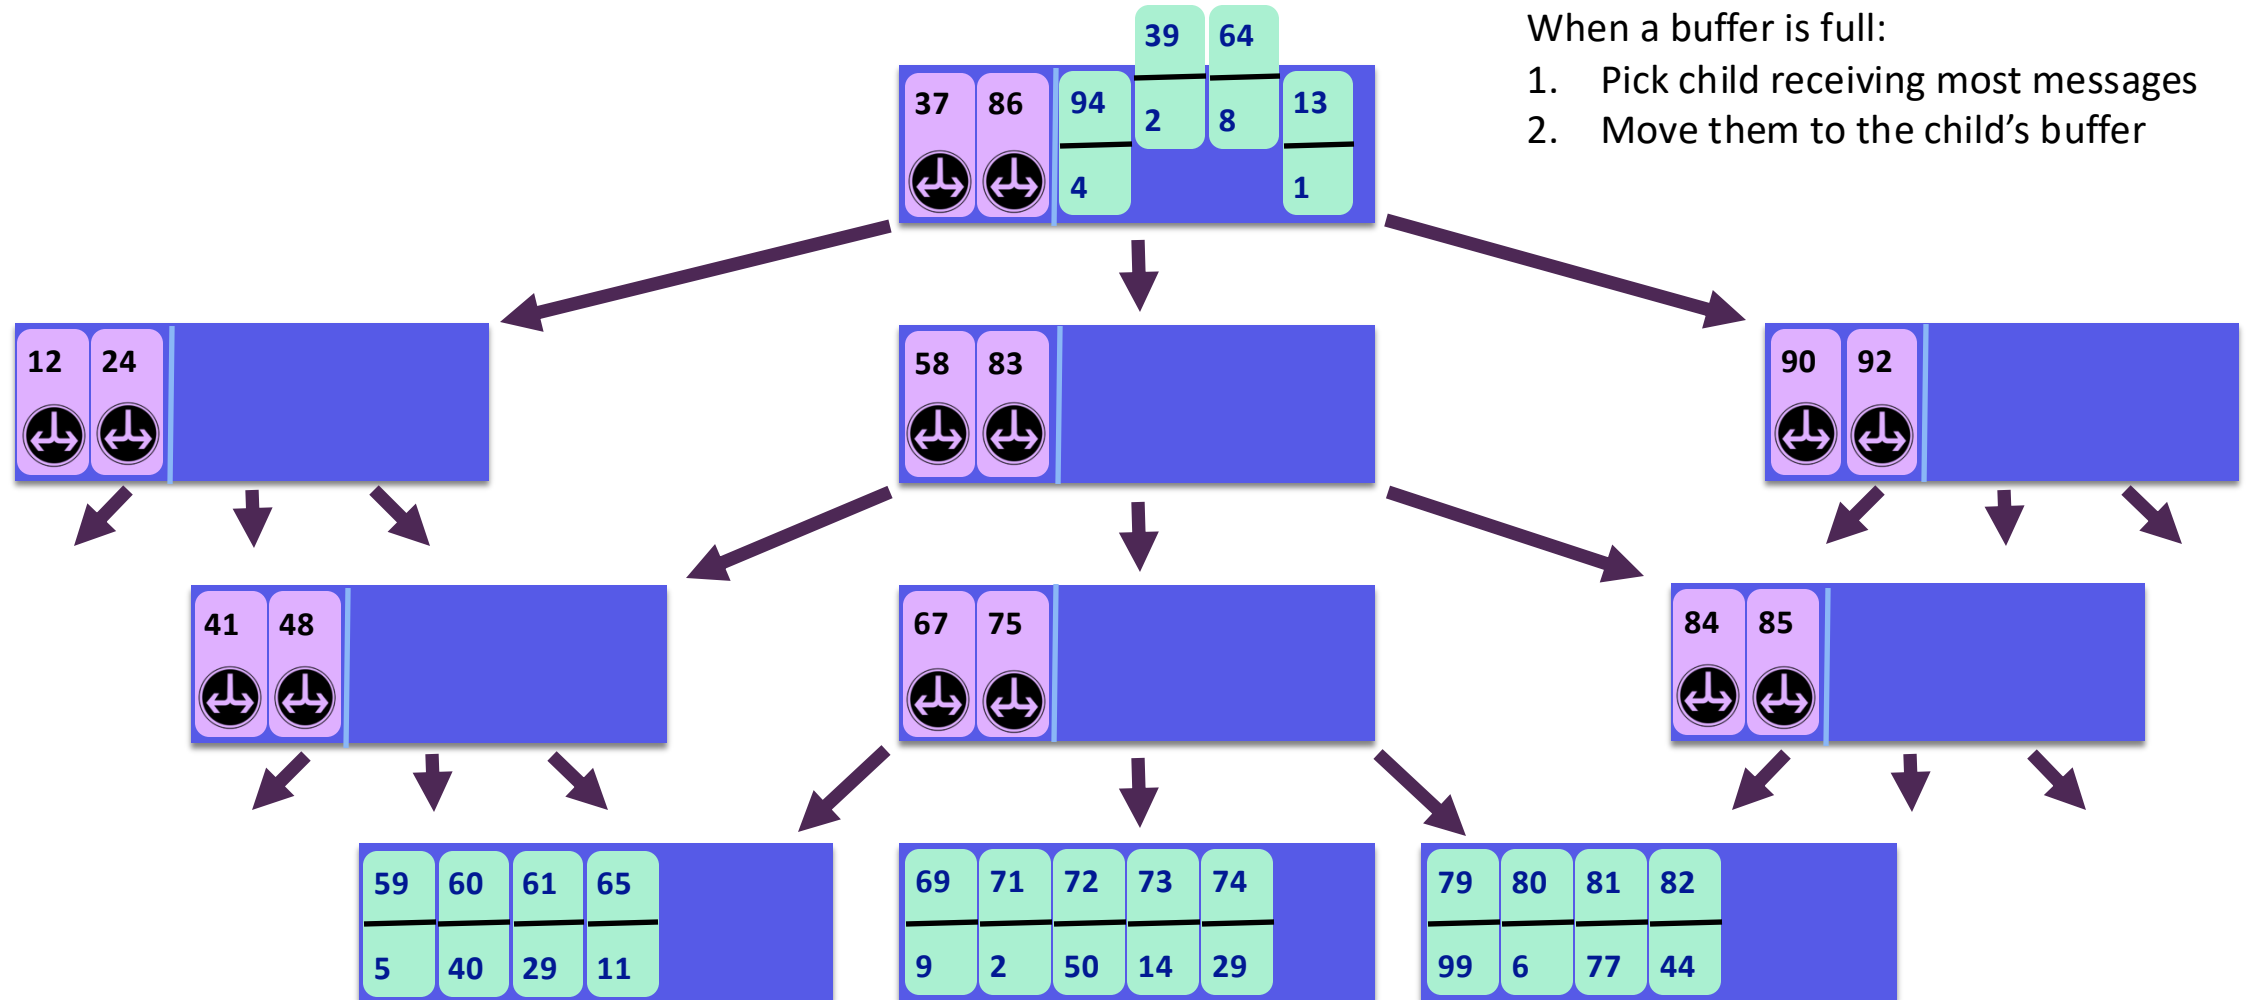 When a buffer is full:
1. Pick child receiving most messages
2. Move them to the child's buffer
39 64
37 86 94 13
2 8
4 1
12 24
58 83
90 92
41 48
67 75
84 85
59 60 61 65
5 40 29 11
69 71 72 73 74
9 2 50 14 29
79 80 81 82
99 6 77 44